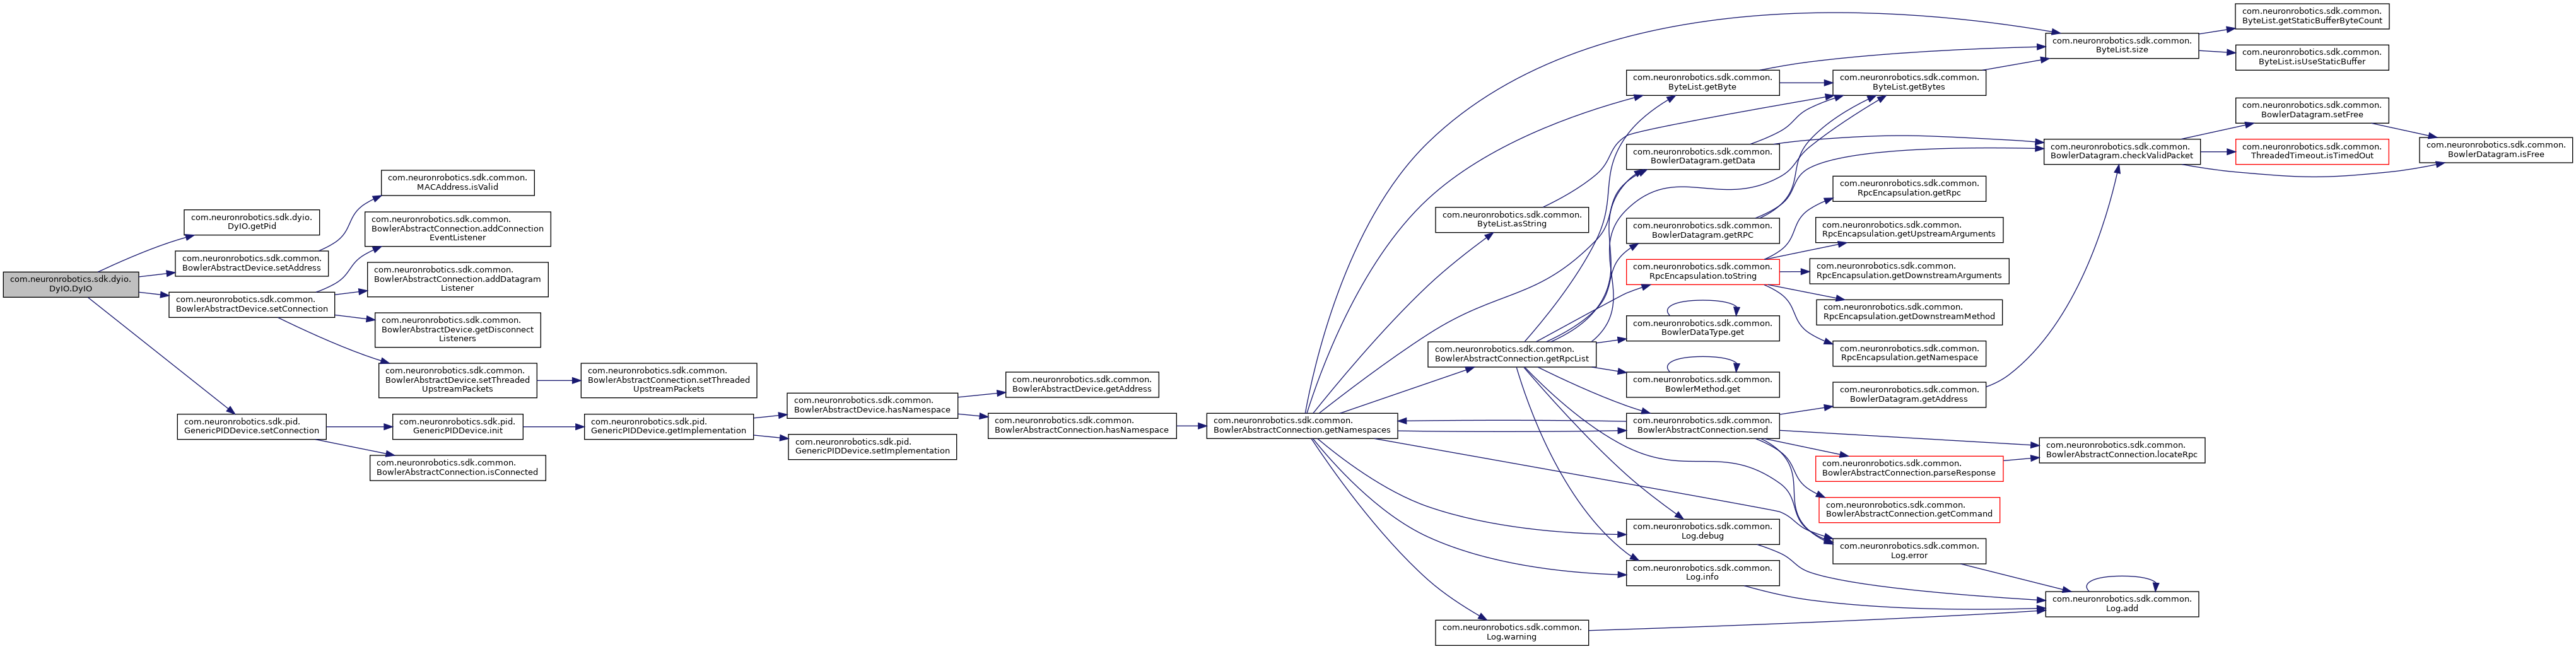 com.neuronrobotics.sdk.dyio.
DyIO.DyIO
com.neuronrobotics.sdk.dyio.
DyIO.getPid
com.neuronrobotics.sdk.common.
BowlerAbstractDevice.setAddress
com.neuronrobotics.sdk.common.
BowlerAbstractDevice.setConnection
com.neuronrobotics.sdk.pid.
GenericPIDDevice.setConnection
com.neuronrobotics.sdk.common.
MACAddress.isValid
com.neuronrobotics.sdk.common.
BowlerAbstractConnection.addConnection
EventListener
com.neuronrobotics.sdk.common.
BowlerAbstractConnection.addDatagram
Listener
com.neuronrobotics.sdk.common.
BowlerAbstractDevice.getDisconnect
Listeners
com.neuronrobotics.sdk.common.
BowlerAbstractDevice.setThreaded
UpstreamPackets
com.neuronrobotics.sdk.pid.
GenericPIDDevice.init
com.neuronrobotics.sdk.common.
BowlerAbstractConnection.isConnected
com.neuronrobotics.sdk.common.
BowlerAbstractConnection.setThreaded
UpstreamPackets
com.neuronrobotics.sdk.pid.
GenericPIDDevice.getImplementation
com.neuronrobotics.sdk.common.
BowlerAbstractDevice.hasNamespace
com.neuronrobotics.sdk.pid.
GenericPIDDevice.setImplementation
com.neuronrobotics.sdk.common.
BowlerAbstractDevice.getAddress
com.neuronrobotics.sdk.common.
BowlerAbstractConnection.hasNamespace
com.neuronrobotics.sdk.common.
BowlerAbstractConnection.getNamespaces
com.neuronrobotics.sdk.common.
ByteList.asString
com.neuronrobotics.sdk.common.
BowlerAbstractConnection.getRpcList
com.neuronrobotics.sdk.common.
Log.warning
com.neuronrobotics.sdk.common.
ByteList.getByte
com.neuronrobotics.sdk.common.
BowlerDatagram.getData
com.neuronrobotics.sdk.common.
BowlerDatagram.getRPC
com.neuronrobotics.sdk.common.
RpcEncapsulation.toString
com.neuronrobotics.sdk.common.
BowlerDataType.get
com.neuronrobotics.sdk.common.
BowlerMethod.get
com.neuronrobotics.sdk.common.
BowlerAbstractConnection.send
com.neuronrobotics.sdk.common.
Log.debug
com.neuronrobotics.sdk.common.
Log.info
com.neuronrobotics.sdk.common.
ByteList.getBytes
com.neuronrobotics.sdk.common.
RpcEncapsulation.getRpc
com.neuronrobotics.sdk.common.
RpcEncapsulation.getUpstreamArguments
com.neuronrobotics.sdk.common.
RpcEncapsulation.getDownstreamArguments
com.neuronrobotics.sdk.common.
RpcEncapsulation.getDownstreamMethod
com.neuronrobotics.sdk.common.
RpcEncapsulation.getNamespace
com.neuronrobotics.sdk.common.
BowlerDatagram.getAddress
com.neuronrobotics.sdk.common.
BowlerAbstractConnection.parseResponse
com.neuronrobotics.sdk.common.
BowlerAbstractConnection.getCommand
com.neuronrobotics.sdk.common.
Log.error
com.neuronrobotics.sdk.common.
ByteList.size
com.neuronrobotics.sdk.common.
BowlerDatagram.checkValidPacket
com.neuronrobotics.sdk.common.
BowlerAbstractConnection.locateRpc
com.neuronrobotics.sdk.common.
Log.add
com.neuronrobotics.sdk.common.
ByteList.getStaticBufferByteCount
com.neuronrobotics.sdk.common.
ByteList.isUseStaticBuffer
com.neuronrobotics.sdk.common.
BowlerDatagram.setFree
com.neuronrobotics.sdk.common.
ThreadedTimeout.isTimedOut
com.neuronrobotics.sdk.common.
BowlerDatagram.isFree